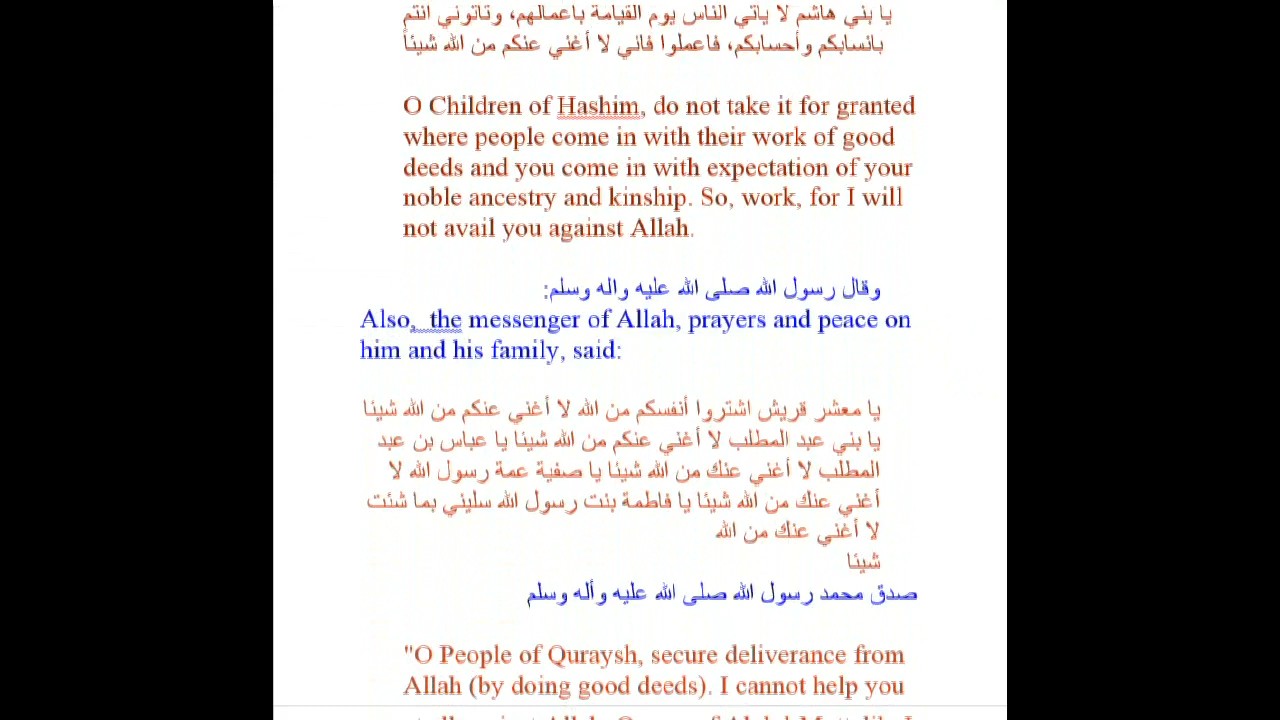 يا بني هاشم لا ياتي الناس يوم القيامة باعمالهم، وتاتوني انتم
بانسابكم وأحسابكم، فاعملوا فاني لا أغني عنكم من الله شيئاً
O Children of Hashim, do not take it for granted
where people come in with their work of good
deeds and you come in with expectation of your
noble ancestry and kinship. So, work, for I will
not avail you against Allah.
وقال رسول الله صلى الله عليه واله وسلم:
Also,  the messenger of Allah, prayers and peace on
him and his family, said:
يا معشر قريش اشتروا أنفسكم من الله لا أغني عنكم من الله شيئا
يا بني عبد المطلب لا أغني عنكم من الله شيئا يا عباس بن عبد
المطلب لا أغني عنك من الله شيئا يا صفية عمة رسول الله لا
أغني عنك من الله شيئا يا فاطمة بنت رسول الله سليني بما شئت
لا أغني عنك من الله
شيئا
صدق محمد رسول الله صلى الله عليه وأله وسلم
"O People of Quraysh, secure deliverance from
Allah (by doing good deeds). I cannot help you